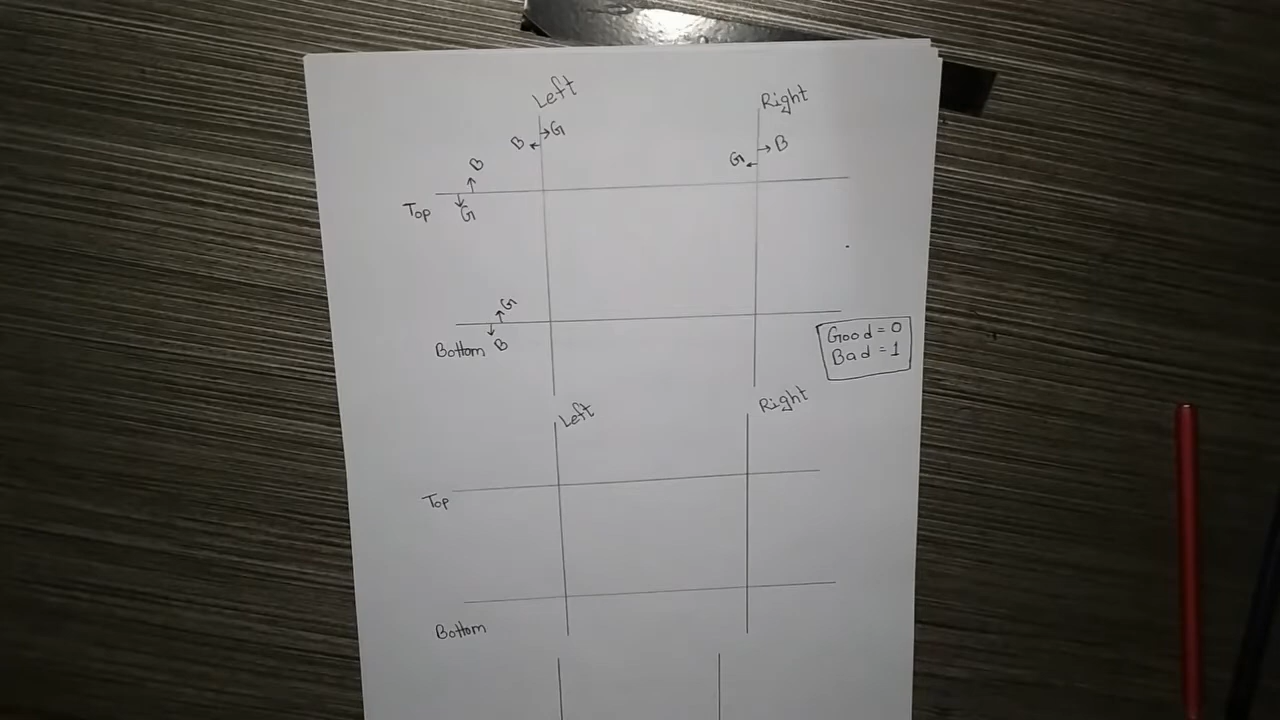 Left
Right
B
G
G
B
B
Top
G
G
Bottom
B
Good = 0
Bad = 1
Left
Right
Top
Bottom